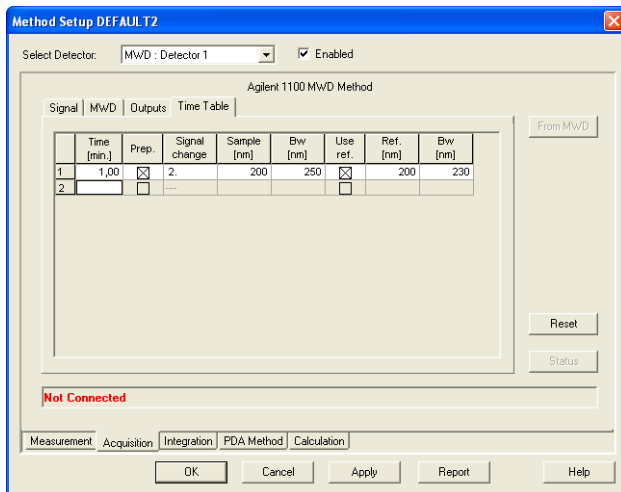 Method Setup DEFAULT2
Select Detector: MWD : Detector 1 Enabled
Agilent 1100 MWD Method
Signal MWD Outputs Time Table
From MWD
Time [min.] Prep. Signal change Sample [nm] Bw [nm] Use ref. Ref. [nm] Bw [nm]
1 1,00 2. 200 250 200 230
2 ---
Reset
Status
Not Connected
Measurement Acquisition Integration PDA Method Calculation
OK Cancel Apply Report Help